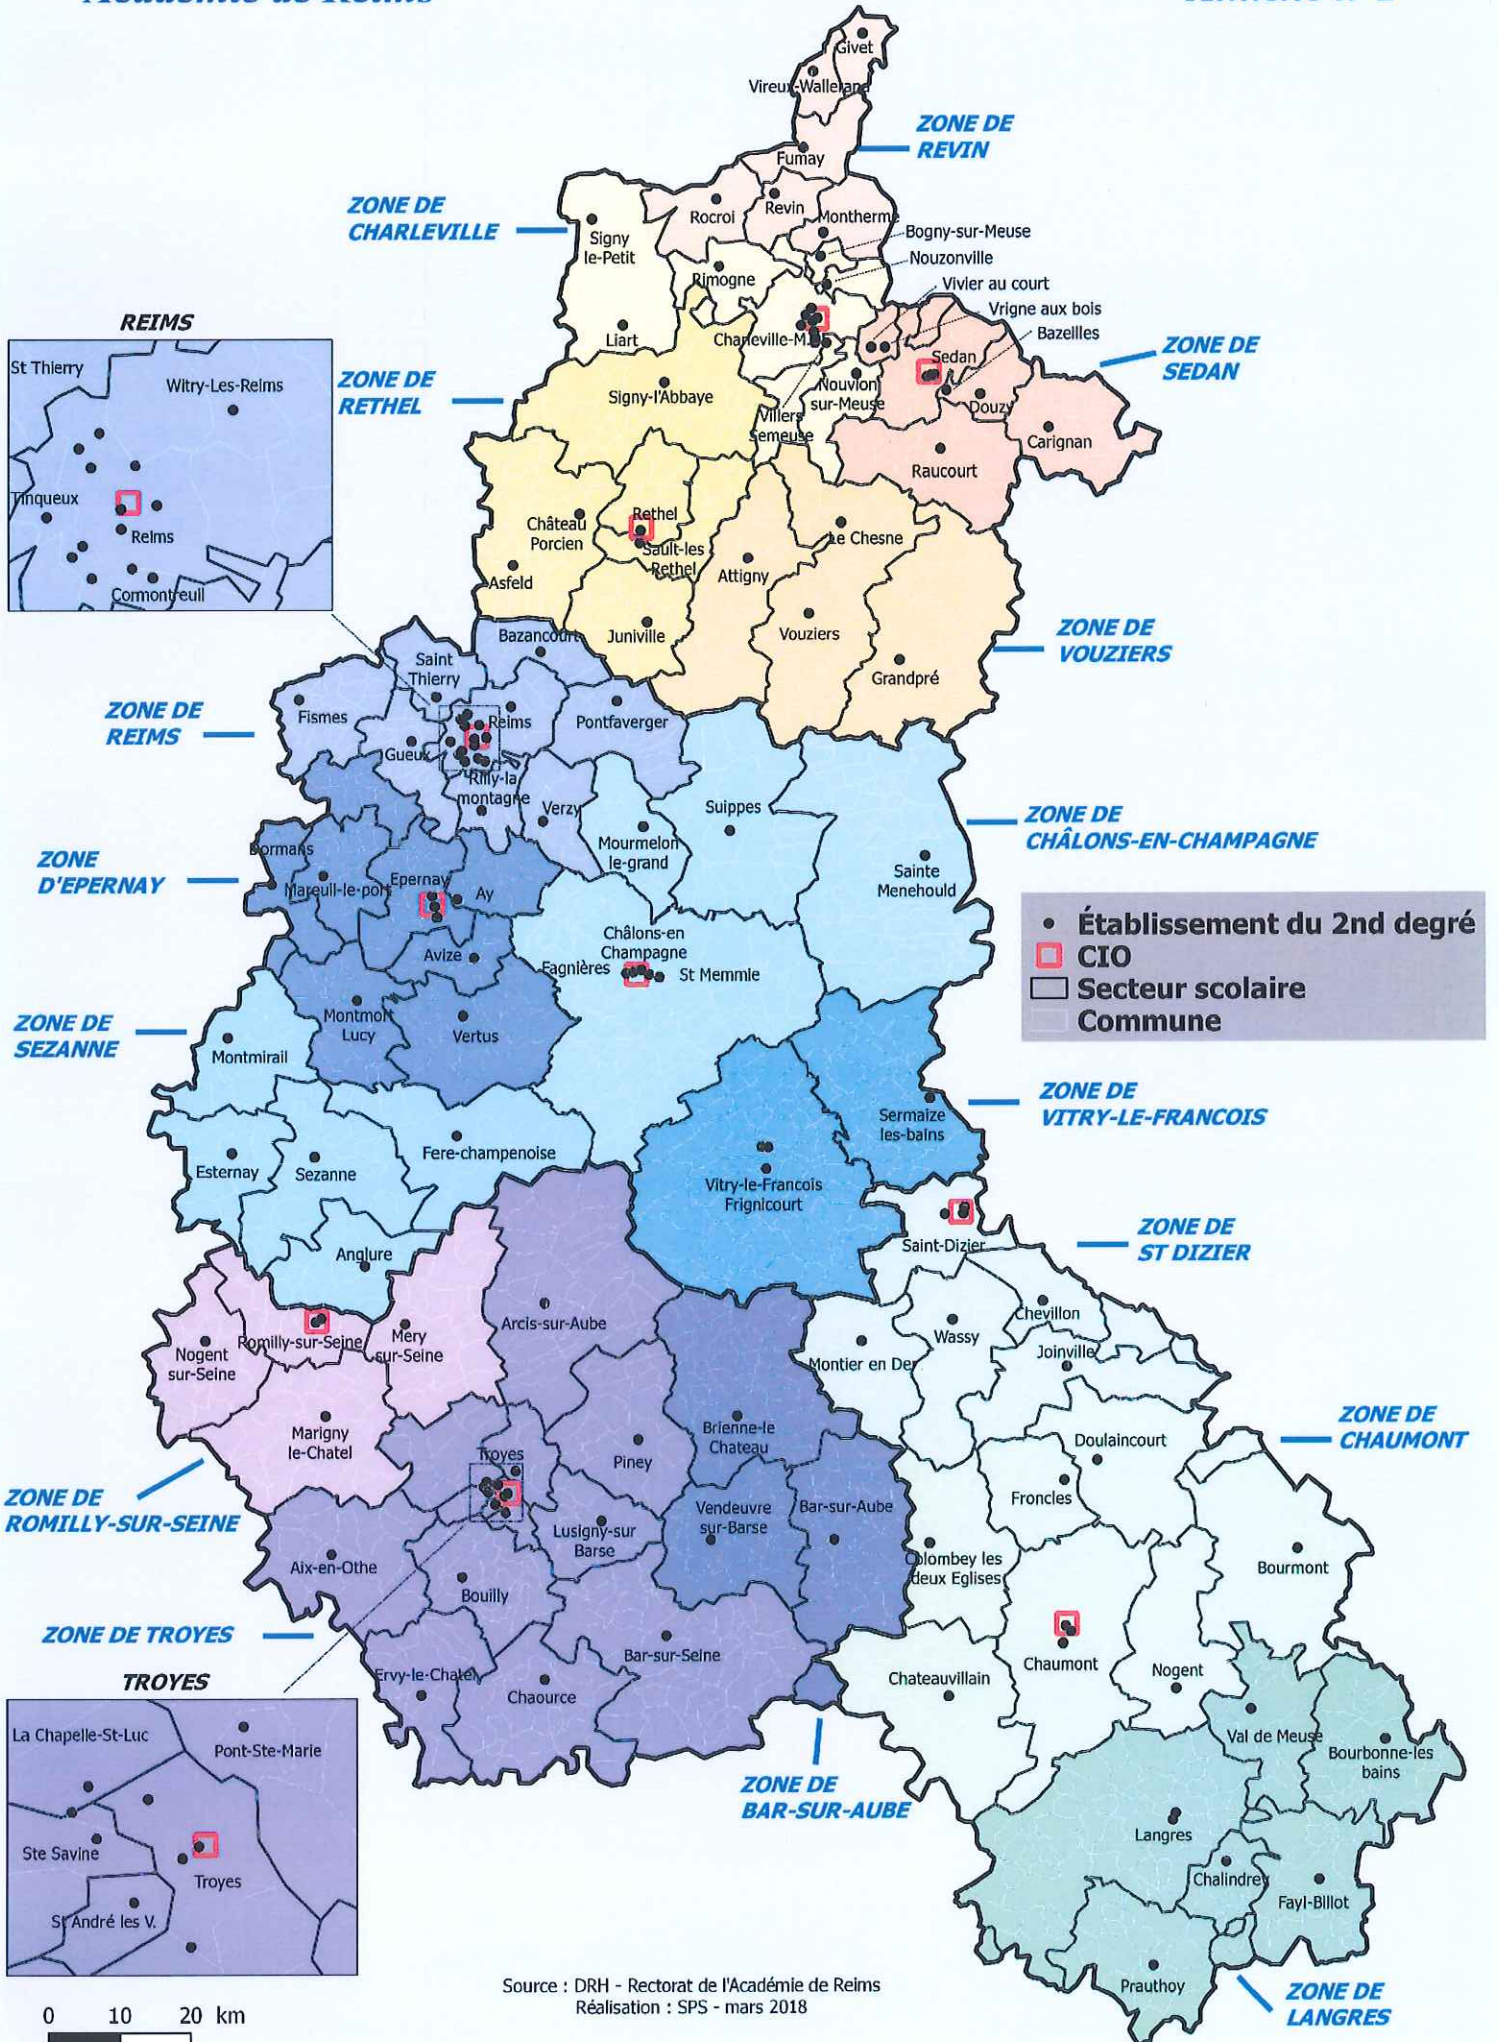 Académie de Reims
Givet
Vireux-Wallerand
ZONE DE
REVIN
Fumay
ZONE DE
CHARLEVILLE
Rocroi
Revin
Montherme
Signy
le-Petit
Bogny-sur-Meuse
Nouzonville
Rimogne
Vivier au court
Vrigne aux bois
Bazeilles
REIMS
Liart
Charleville-M.
Sedan
ZONE DE
SEDAN
St Thierry
Witry-Les-Reims
ZONE DE
RETHEL
Signy-l'Abbaye
Nouvion
sur-Meuse
Douzy
Villers
Semeuse
Carignan
Raucourt
Tinqueux
Reims
Cormontreuil
Château
Porcien
Rethel
Sault-les
Rethel
Le Chesne
Asfeld
Attigny
Juniville
Vouziers
ZONE DE
VOUZIERS
Grandpré
Bazancourt
Saint
Thierry
ZONE DE
REIMS
Fismes
Reims
Pontfaverger
Gueux
Rilly-la
montagne
Verzy
Suippes
ZONE DE
CHÂLONS-EN-CHAMPAGNE
Mourmelon
le-grand
Sainte
Menehould
ZONE
D'EPERNAY
Dormans
Mareuil-le-port
Epernay
Ay
Avize
Châlons-en
Champagne
Fagnières
St Memmie
Établissement du 2nd degré
CIO
Secteur scolaire
Commune
ZONE DE
SEZANNE
Montmort
Lucy
Vertus
Montmirail
ZONE DE
VITRY-LE-FRANCOIS
Sermaize
les-bains
Fere-champenoise
Esternay
Sezanne
Vitry-le-Francois
Frignicourt
Anglure
Saint-Dizier
ZONE DE
ST DIZIER
Nogent
sur-Seine
Romilly-sur-Seine
Mery
sur-Seine
Arcis-sur-Aube
Wassy
Chevillon
Montier en Der
Joinville
Marigny
le-Chatel
Brienne-le
Chateau
ZONE DE
CHAUMONT
Doulaincourt
Troyes
Piney
Froncles
ZONE DE
ROMILLY-SUR-SEINE
Lusigny-sur
Barse
Vendeuvre
sur-Barse
Bar-sur-Aube
Aix-en-Othe
Bouilly
Colombey les
deux Eglises
Bourmont
ZONE DE TROYES
Bar-sur-Seine
Chaumont
Ervy-le-Chatel
Chaource
Chateauvillain
Nogent
TROYES
La Chapelle-St-Luc
Pont-Ste-Marie
Val de Meuse
Bourbonne-les
bains
ZONE DE
BAR-SUR-AUBE
Ste Savine
Troyes
St André les V.
Langres
Chalindrey
Fayl-Billot
Prauthoy
ZONE DE
LANGRES
Source : DRH - Rectorat de l'Académie de Reims
Réalisation : SPS - mars 2018
0 10 20 km